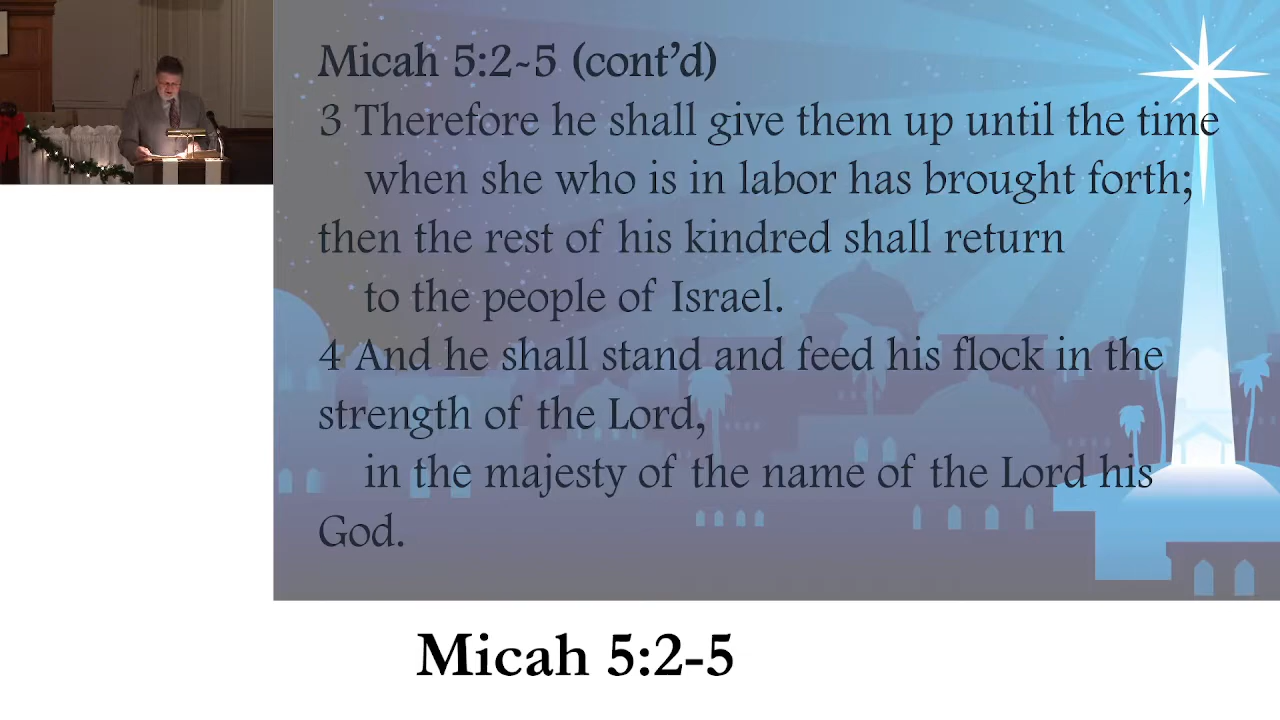 Micah 5:2-5 (cont’d)
3 Therefore he shall give them up until the time
when she who is in labor has brought forth;
then the rest of his kindred shall return
to the people of Israel.
4 And he shall stand and feed his flock in the
strength of the Lord,
in the majesty of the name of the Lord his
God.
Micah 5:2-5